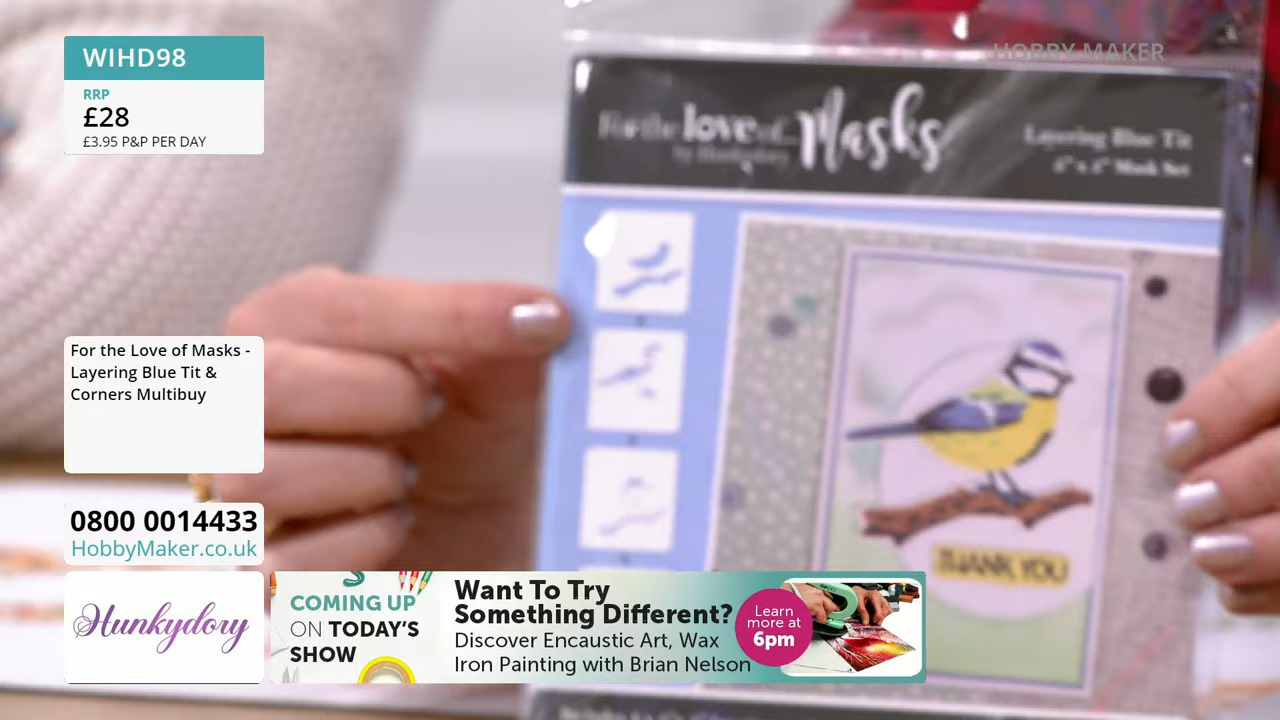 WIHD98
RRP
£28
£3.95 P&P PER DAY
HOBBY MAKER
For the love of... Masks
by Hunkydory
Layering Blue Tit
Mask Set
For the Love of Masks -
Layering Blue Tit &
Corners Multibuy
THANK YOU
0800 0014433
HobbyMaker.co.uk
Hunkydory
COMING UP
ON TODAY'S
SHOW
Want To Try
Something Different?
Discover Encaustic Art, Wax
Iron Painting with Brian Nelson
Learn
more at
6pm